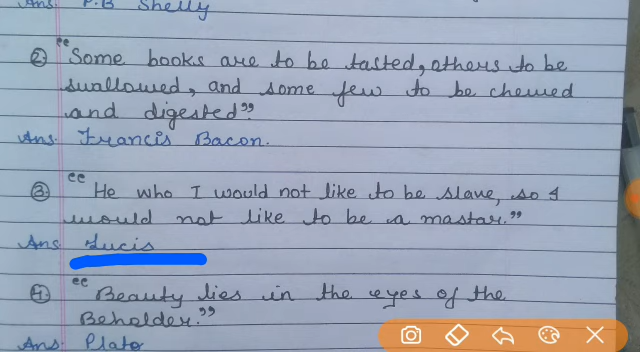 Ans. P.B Shelly
② "Some books are to be tasted, others to be
swallowed, and some few to be chewed
and digested".
Ans. Francis Bacon.
③ "He who I would not like to be slave, so I
would not like to be a mastar."
Ans. Lucis
④ "Beauty lies in the eyes of the
Beholder."
Ans. Plato